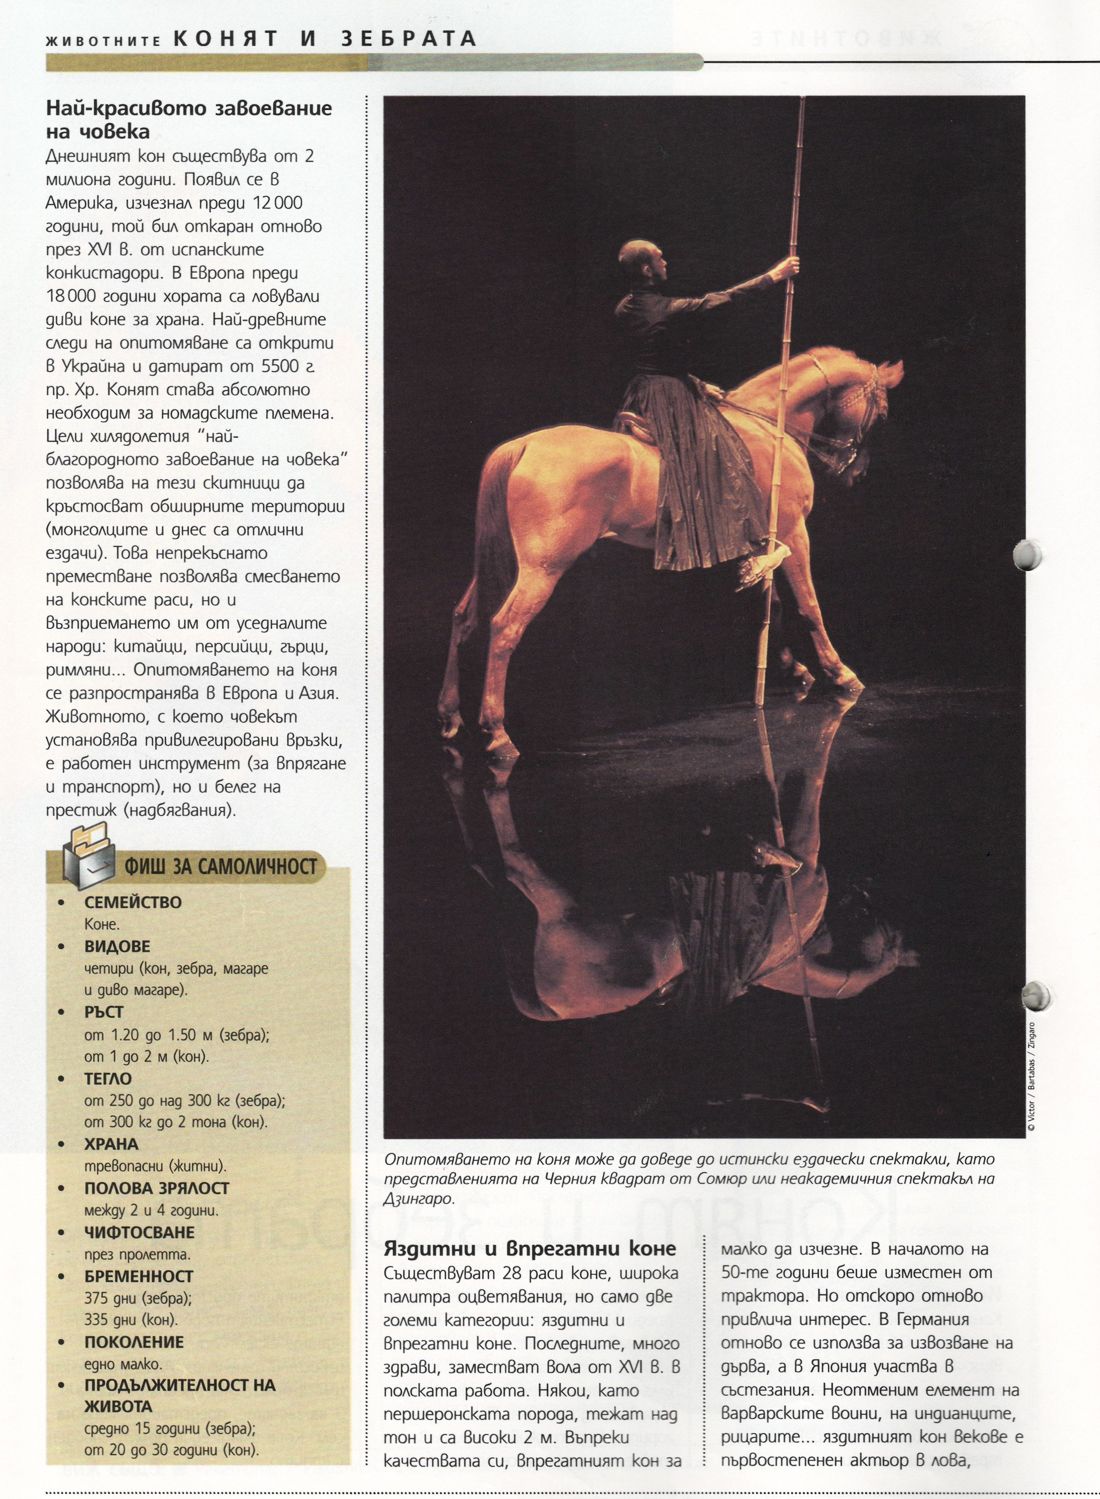 ЖИВОТНИТЕ КОНЯТ И ЗЕБРАТА
Най-красивото завоевание
на човека
Днешният кон съществува от 2
милиона години. Появил се в
Америка, изчезнал преди 12 000
години, той бил откаран отново
през XVI в. от испанските
конкистадори. В Европа преди
18 000 години хората са ловували
диви коне за храна. Най-древните
следи на опитомяване са открити
в Украйна и датират от 5500 г.
пр. Хр. Конят става абсолютно
необходим за номадските племена.
Цели хилядолетия "най-
благородното завоевание на човека"
позволява на тези скитници да
кръстосват обширните територии
(монголците и днес са отлични
ездачи). Това непрекъснато
преместване позволява смесването
на конските раси, но и
възприемането им от уседналите
народи: китайци, персийци, гърци,
римляни... Опитомяването на коня
се разпространява в Европа и Азия.
Животното, с което човекът
установява привилегировани връзки,
е работен инструмент (за впрягане
и транспорт), но и белег на
престиж (надбягвания).
ФИШ ЗА САМОЛИЧНОСТ
• СЕМЕЙСТВО
Коне.
• ВИДОВЕ
четири (кон, зебра, магаре
и диво магаре).
• РЪСТ
от 1.20 до 1.50 м (зебра);
от 1 до 2 м (кон).
• ТЕГЛО
от 250 до над 300 кг (зебра);
от 300 кг до 2 тона (кон).
• ХРАНА
тревопасни (житни).
• ПОЛОВА ЗРЯЛОСТ
между 2 и 4 години.
• ЧИФТОСВАНЕ
през пролетта.
• БРЕМЕННОСТ
375 дни (зебра);
335 дни (кон).
• ПОКОЛЕНИЕ
едно малко.
• ПРОДЪЛЖИТЕЛНОСТ НА
ЖИВОТА
средно 15 години (зебра);
от 20 до 30 години (кон).
© Victor / Bartabas / Zingaro
Опитомяването на коня може да доведе до истински ездачески спектакли, като
представленията на Черния квадрат от Сомюр или неакадемичния спектакъл на
Дзингаро.
Яздитни и впрегатни коне
Съществуват 28 раси коне, широка
палитра оцветявания, но само две
големи категории: яздитни и
впрегатни коне. Последните, много
здрави, заместват вола от XVI в. в
полската работа. Някои, като
першеронската порода, тежат над
тон и са високи 2 м. Въпреки
качествата си, впрегатният кон за
малко да изчезне. В началото на
50-те години беше изместен от
трактора. Но отскоро отново
привлича интерес. В Германия
отново се използва за извозване на
дърва, а в Япония участва в
състезания. Неотменим елемент на
варварските воини, на индианците,
рицарите... яздитният кон векове е
първостепенен актьор в лова,